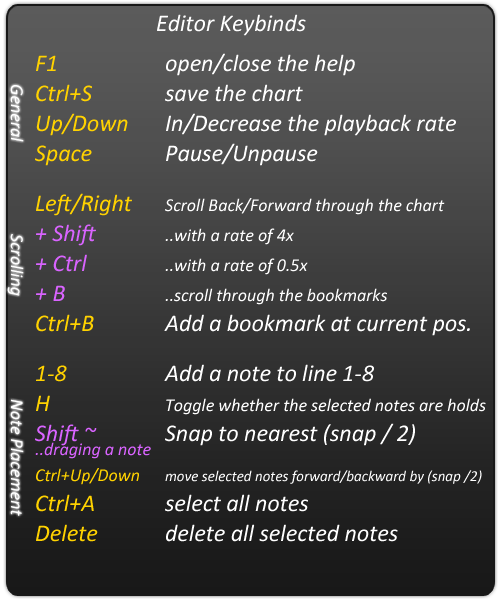 Editor Keybinds
General
F1 open/close the help
Ctrl+S save the chart
Up/Down In/Decrease the playback rate
Space Pause/Unpause
Scrolling
Left/Right Scroll Back/Forward through the chart
+ Shift ..with a rate of 4x
+ Ctrl ..with a rate of 0.5x
+ B ..scroll through the bookmarks
Ctrl+B Add a bookmark at current pos.
Note Placement
1-8 Add a note to line 1-8
H Toggle whether the selected notes are holds
Shift ~ Snap to nearest (snap / 2)
..draging a note
Ctrl+Up/Down move selected notes forward/backward by (snap /2)
Ctrl+A select all notes
Delete delete all selected notes